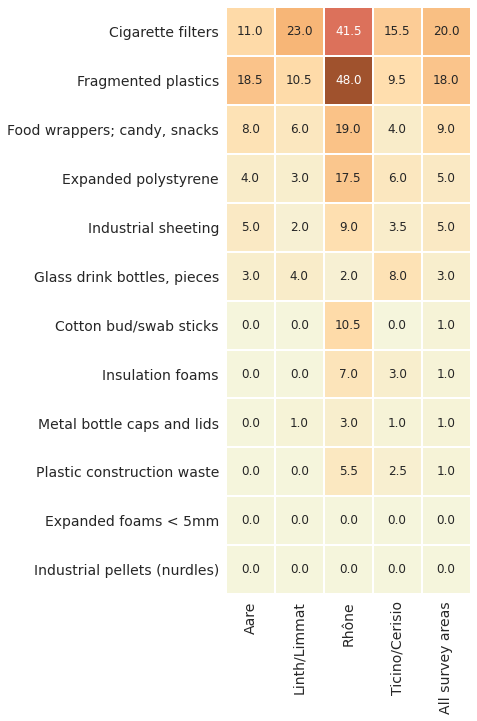 Cigarette filters 11.0 23.0 41.5 15.5 20.0
Fragmented plastics 18.5 10.5 48.0 9.5 18.0
Food wrappers; candy, snacks 8.0 6.0 19.0 4.0 9.0
Expanded polystyrene 4.0 3.0 17.5 6.0 5.0
Industrial sheeting 5.0 2.0 9.0 3.5 5.0
Glass drink bottles, pieces 3.0 4.0 2.0 8.0 3.0
Cotton bud/swab sticks 0.0 0.0 10.5 0.0 1.0
Insulation foams 0.0 0.0 7.0 3.0 1.0
Metal bottle caps and lids 0.0 1.0 3.0 1.0 1.0
Plastic construction waste 0.0 0.0 5.5 2.5 1.0
Expanded foams < 5mm 0.0 0.0 0.0 0.0 0.0
Industrial pellets (nurdles) 0.0 0.0 0.0 0.0 0.0
Aare
Linth/Limmat
Rhône
Ticino/Cerisio
All survey areas